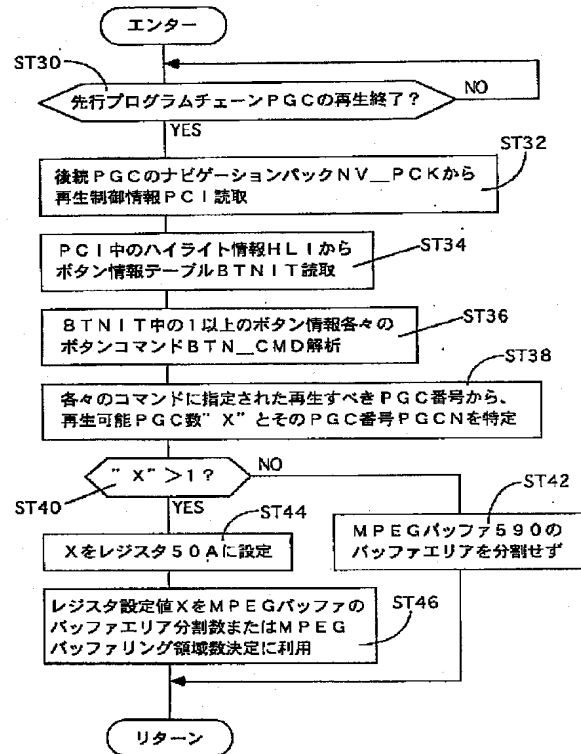 エンター
ST30
先行プログラムチェーンPGCの再生終了?
NO
YES
ST32
後続PGCのナビゲーションパックNV__PCKから
再生制御情報PCI読取
ST34
PCI中のハイライト情報HLIから
ボタン情報テーブルBTNIT読取
ST36
BTNIT中の1以上のボタン情報各々の
ボタンコマンドBTN__CMD解析
ST38
各々のコマンドに指定された再生すべきPGC番号から、
再生可能PGC数"X"とそのPGC番号PGCNを特定
"X">1?
NO
ST40
YES
ST42
ST44
MPEGバッファ590の
バッファエリアを分割せず
Xをレジスタ50Aに設定
レジスタ設定値XをMPEGバッファの
バッファエリア分割数またはMPEG
バッファリング領域数決定に利用
ST46
リターン